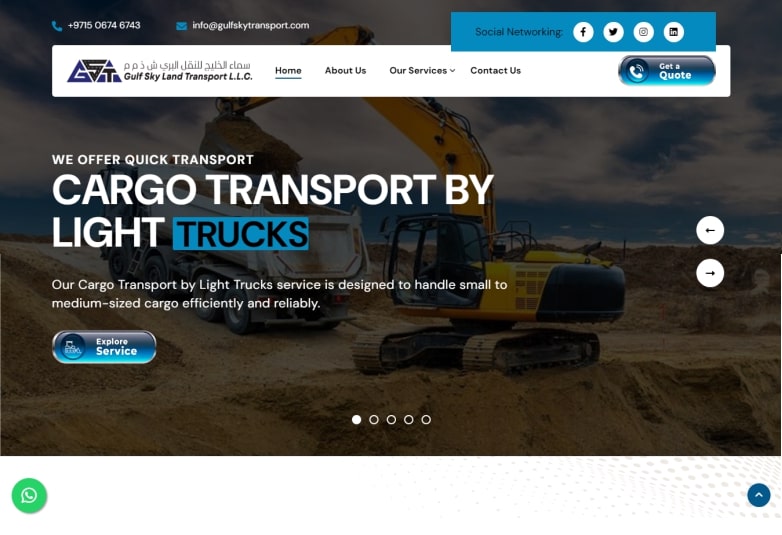 +9715 0674 6743
info@gulfskytransport.com
Social Networking:
GST
سماء الخليج للنقل البري ش ذ م م
Gulf Sky Land Transport L.L.C.
Home
About Us
Our Services
Contact Us
Get a
Quote
WE OFFER QUICK TRANSPORT
CARGO TRANSPORT BY
LIGHT TRUCKS
Our Cargo Transport by Light Trucks service is designed to handle small to
medium-sized cargo efficiently and reliably.
Explore
Service